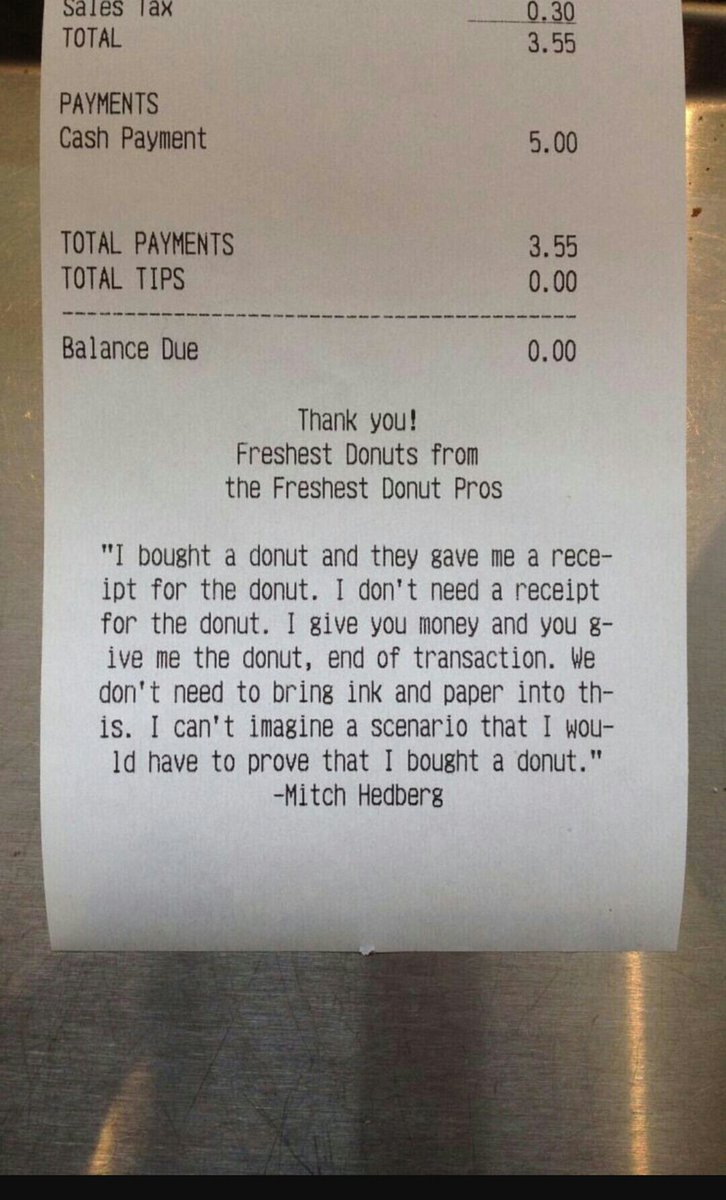 Sales Tax 0.30
TOTAL 3.55
PAYMENTS
Cash Payment 5.00
TOTAL PAYMENTS 3.55
TOTAL TIPS 0.00
--------------------------------------------
Balance Due 0.00
Thank you!
Freshest Donuts from
the Freshest Donut Pros
"I bought a donut and they gave me a rece-
ipt for the donut. I don't need a receipt
for the donut. I give you money and you g-
ive me the donut, end of transaction. We
don't need to bring ink and paper into th-
is. I can't imagine a scenario that I wou-
ld have to prove that I bought a donut."
-Mitch Hedberg